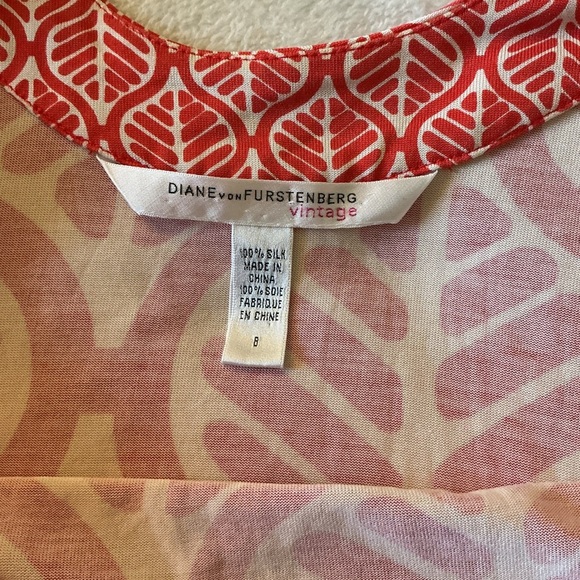 DIANE VON FURSTENBERG
vintage
100% SILK
MADE IN
CHINA
100% SOIE
FABRIQUE
EN CHINE
8